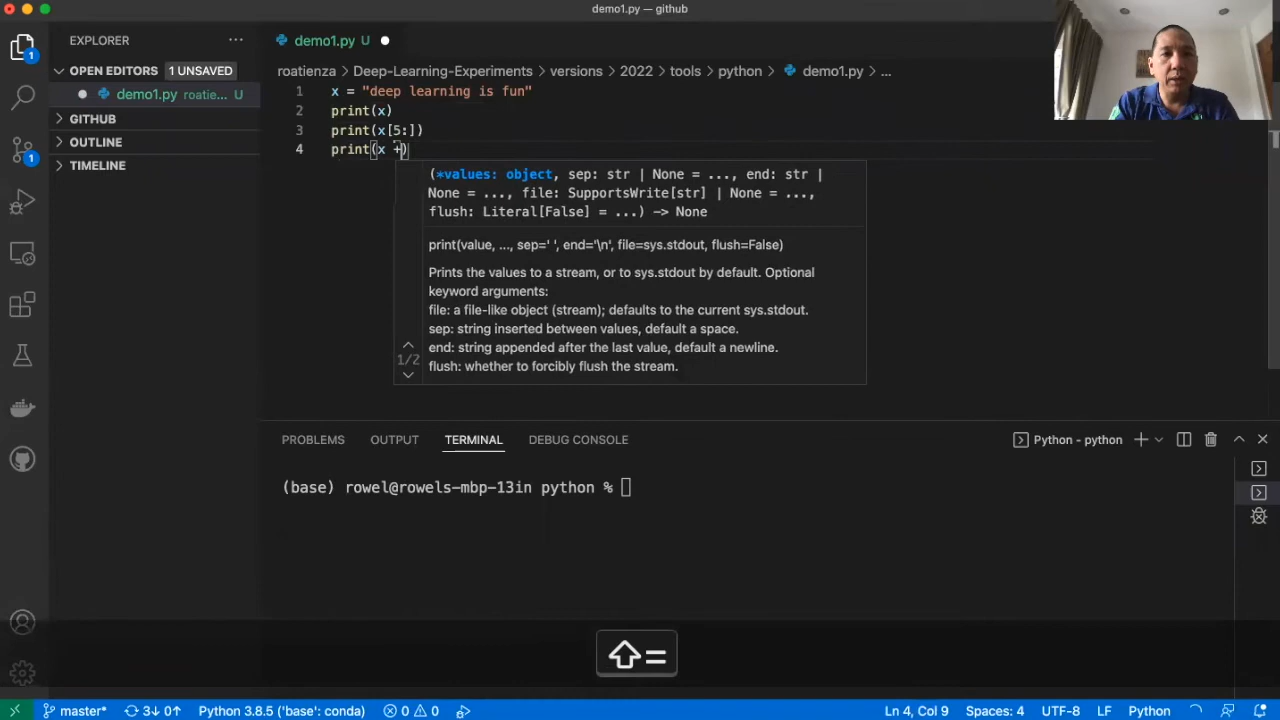 demo1.py — github
EXPLORER
demo1.py U
OPEN EDITORS 1 UNSAVED
demo1.py roatie... U
GITHUB
OUTLINE
TIMELINE
roatienza > Deep-Learning-Experiments > versions > 2022 > tools > python > demo1.py > ...
1 x = "deep learning is fun"
2 print(x)
3 print(x[5:])
4 print(x +)
(*values: object, sep: str | None = ..., end: str |
None = ..., file: SupportsWrite[str] | None = ...,
flush: Literal[False] = ...) -> None
print(value, ..., sep=' ', end='\n', file=sys.stdout, flush=False)
Prints the values to a stream, or to sys.stdout by default. Optional
keyword arguments:
file: a file-like object (stream); defaults to the current sys.stdout.
sep: string inserted between values, default a space.
end: string appended after the last value, default a newline.
flush: whether to forcibly flush the stream.
1/2
PROBLEMS OUTPUT TERMINAL DEBUG CONSOLE
Python - python
(base) rowel@rowels-mbp-13in python %
⇧=
master* 3↓ 0↑ Python 3.8.5 ('base': conda) 0 0 Ln 4, Col 9 Spaces: 4 UTF-8 LF Python
1
1